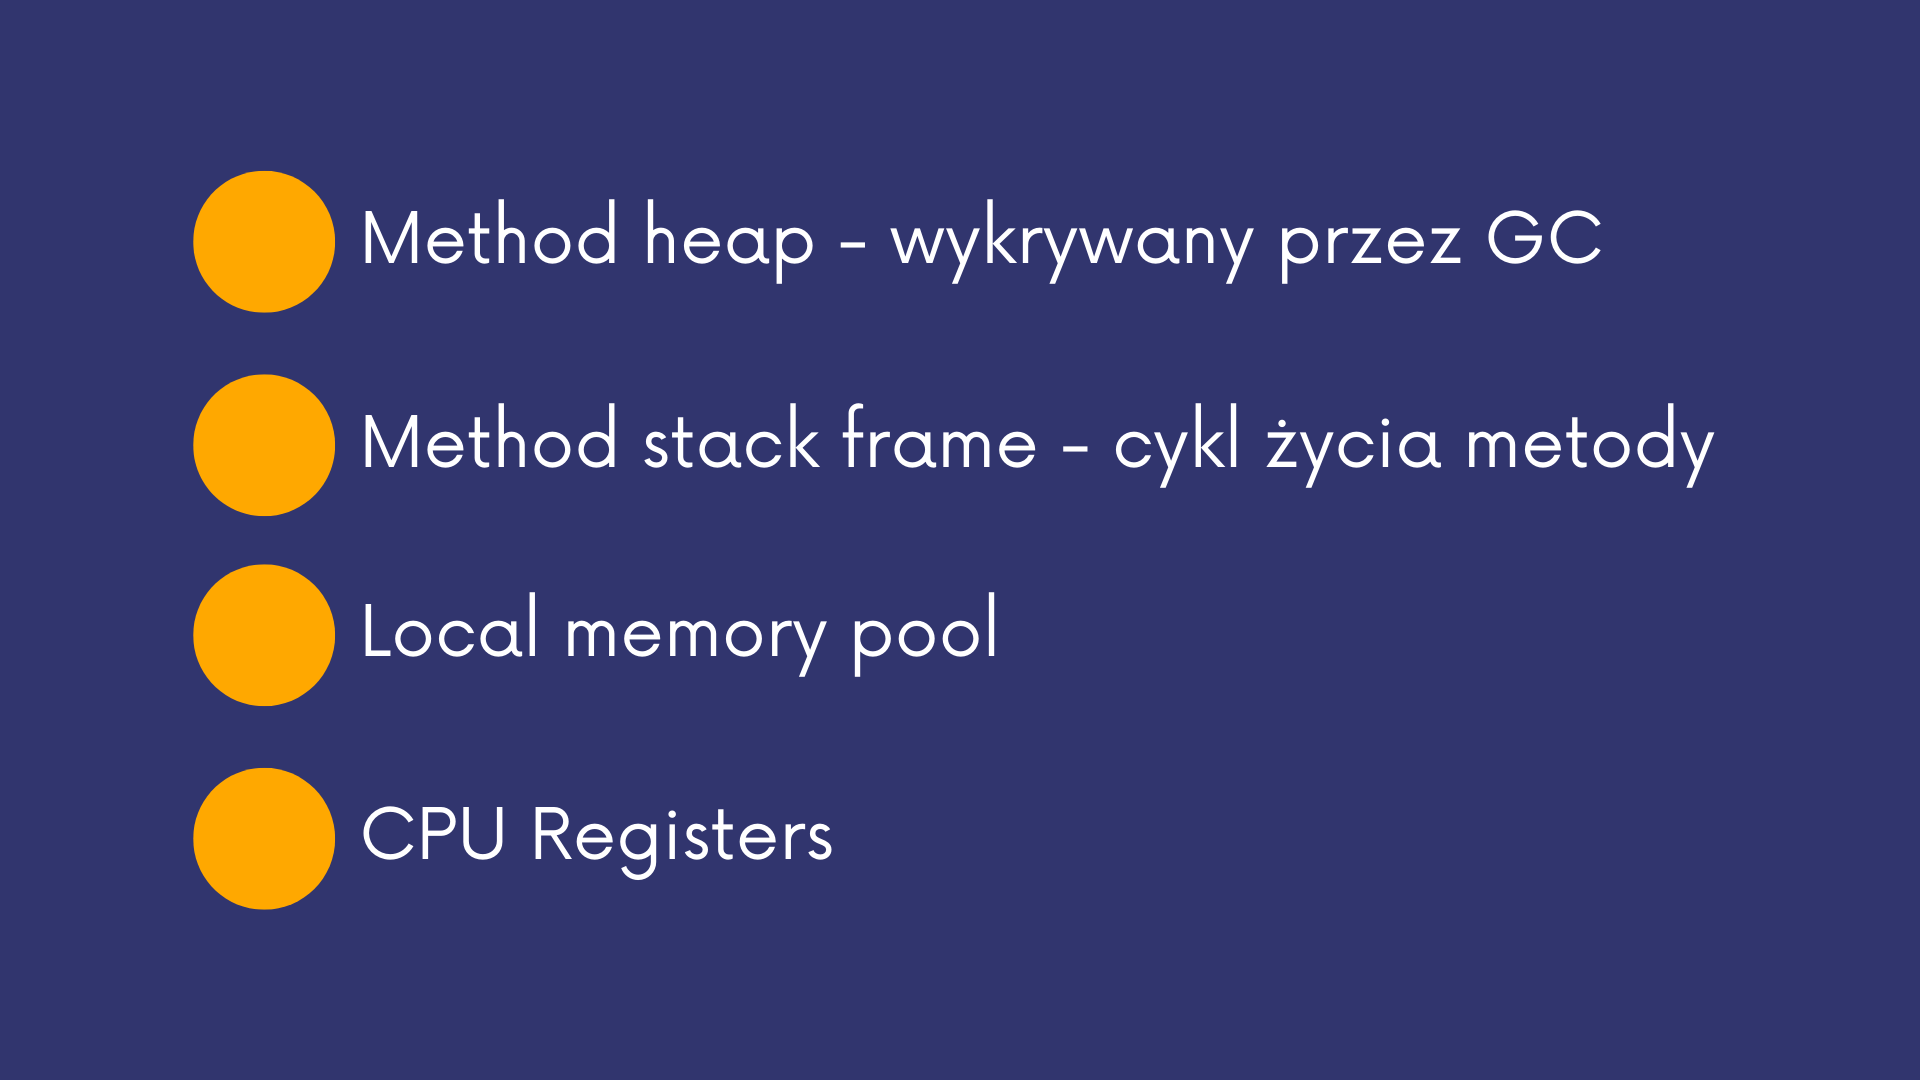 Method heap - wykrywany przez GC
Method stack frame - cykl życia metody
Local memory pool
CPU Registers